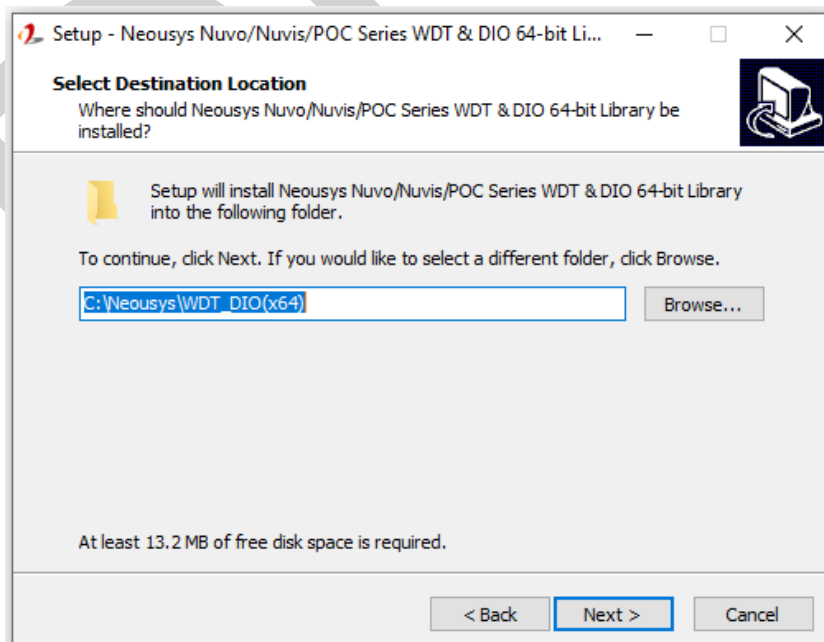 Setup - Neousys Nuvo/Nuvis/POC Series WDT & DIO 64-bit Li...
Select Destination Location
Where should Neousys Nuvo/Nuvis/POC Series WDT & DIO 64-bit Library be
installed?
Setup will install Neousys Nuvo/Nuvis/POC Series WDT & DIO 64-bit Library
into the following folder.
To continue, click Next. If you would like to select a different folder, click Browse.
C:\Neousys\WDT_DIO(x64)
Browse...
At least 13.2 MB of free disk space is required.
< Back
Next >
Cancel